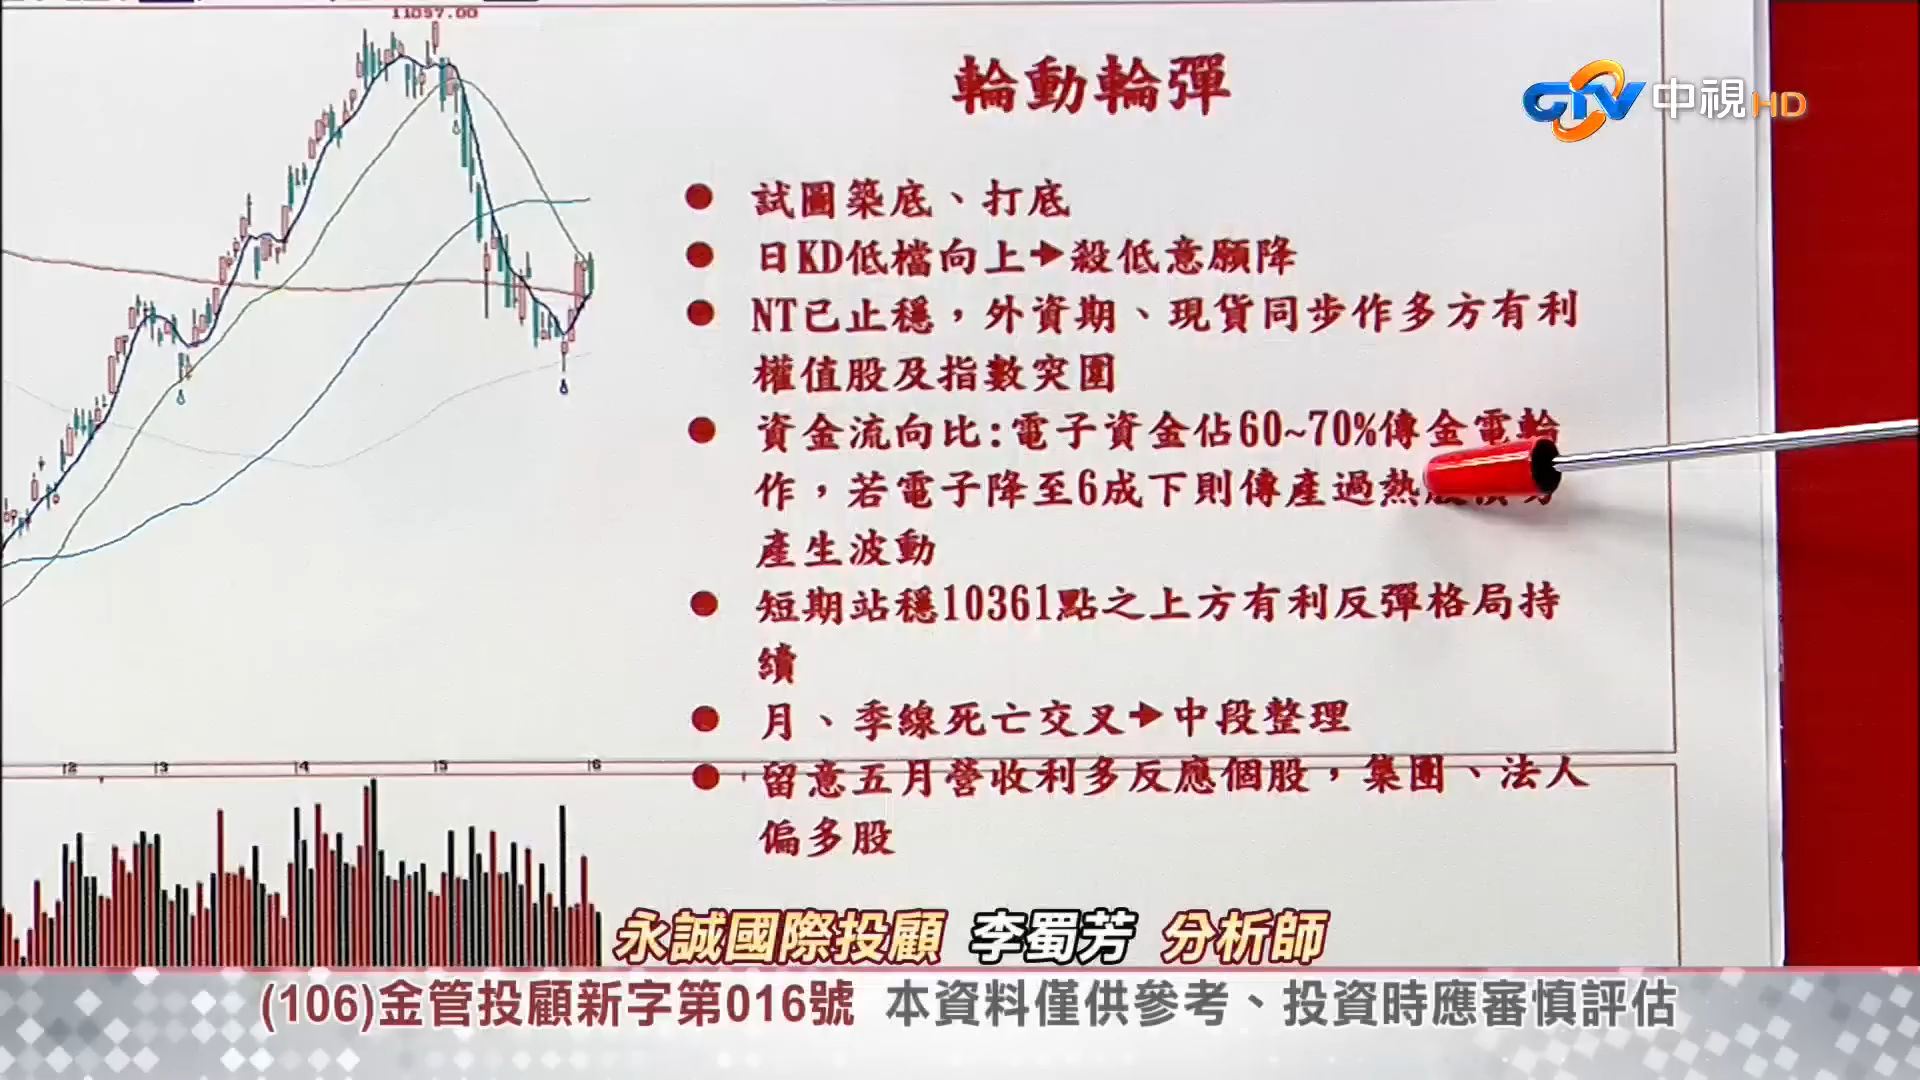 11097.00
輪動輪彈
CTV 中視HD
● 試圖築底、打底
● 日KD低檔向上→殺低意願降
● NT已止穩，外資期、現貨同步作多方有利
權值股及指數突圍
● 資金流向比:電子資金佔60~70%傳金電輪
作，若電子降至6成下則傳產過熱
產生波動
● 短期站穩10361點之上方有利反彈格局持
續
● 月、季線死亡交叉→中段整理
● 留意五月營收利多反應個股，集團、法人
偏多股
2 3 4 5 6
永誠國際投顧 李蜀芳 分析師
(106)金管投顧新字第016號 本資料僅供參考、投資時應審慎評估